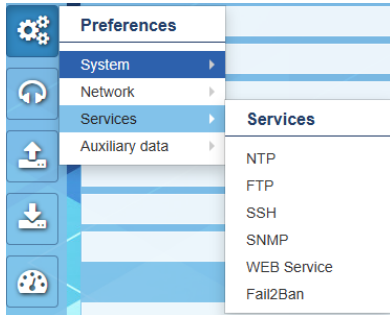 Preferences
System
Network
Services
Auxiliary data
Services
NTP
FTP
SSH
SNMP
WEB Service
Fail2Ban